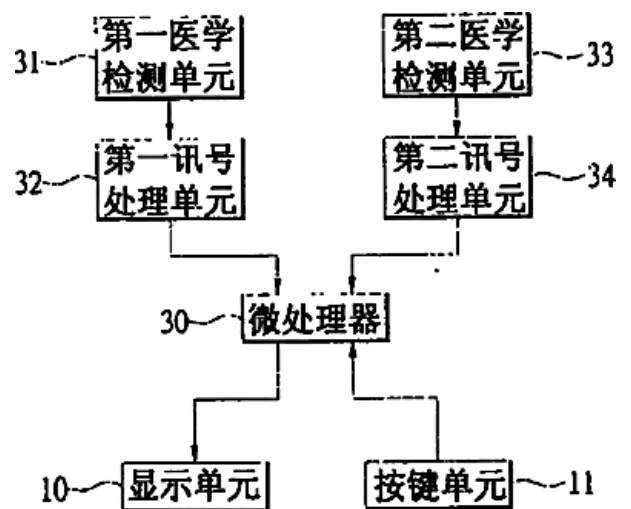 31
第一医学
检测单元
第二医学
检测单元
33
32
第一讯号
处理单元
第二讯号
处理单元
34
30
微处理器
10
显示单元
按键单元
11